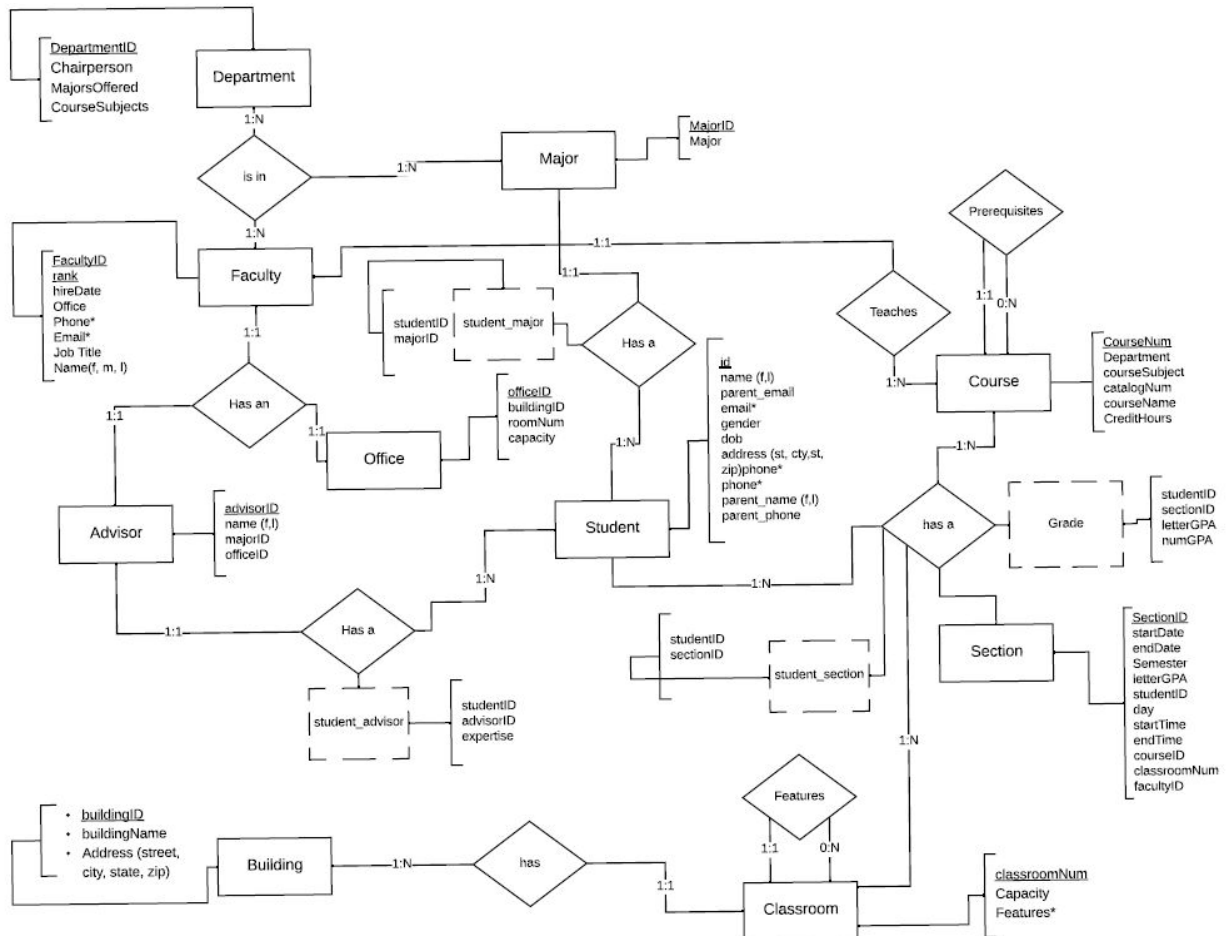 DepartmentID
Chairperson
MajorsOffered
CourseSubjects
Department
1:N
is in
1:N
1:N
Major
MajorID
Major
Prerequisites
1:1
0:N
FacultyID
rank
hireDate
Office
Phone*
Email*
Job Title
Name(f, m, l)
Faculty
1:1
1:1
1:1
Teaches
1:N
studentID
majorID
student_major
Has a
1:N
id
name (f,l)
parent_email
email*
gender
dob
address (st, cty,st,
zip)phone*
phone*
parent_name (f,l)
parent_phone
Course
CourseNum
Department
courseSubject
catalogNum
courseName
CreditHours
1:N
Has an
1:1
1:1
Office
officeID
buildingID
roomNum
capacity
Advisor
advisorID
name (f,l)
majorID
officeID
Student
has a
Grade
studentID
sectionID
letterGPA
numGPA
1:N
1:N
1:1
Has a
student_advisor
studentID
advisorID
expertise
studentID
sectionID
student_section
Section
SectionID
startDate
endDate
Semester
letterGPA
studentID
day
startTime
endTime
courseID
classroomNum
facultyID
1:N
Features
1:1
0:N
• buildingID
• buildingName
• Address (street,
city, state, zip)
Building
1:N
has
1:1
Classroom
classroomNum
Capacity
Features*